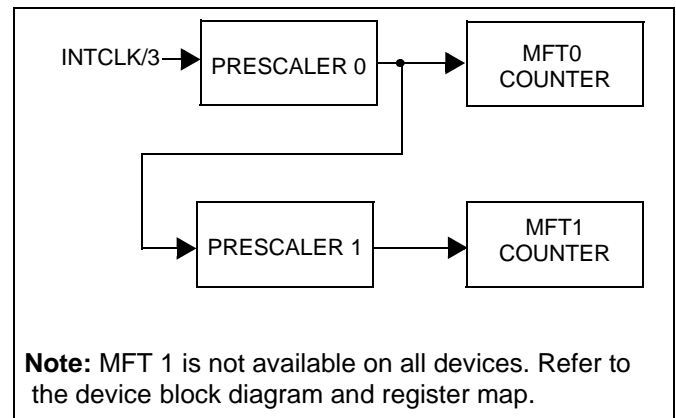 INTCLK/3
PRESCALER 0
MFT0
COUNTER
PRESCALER 1
MFT1
COUNTER
Note: MFT 1 is not available on all devices. Refer to
the device block diagram and register map.